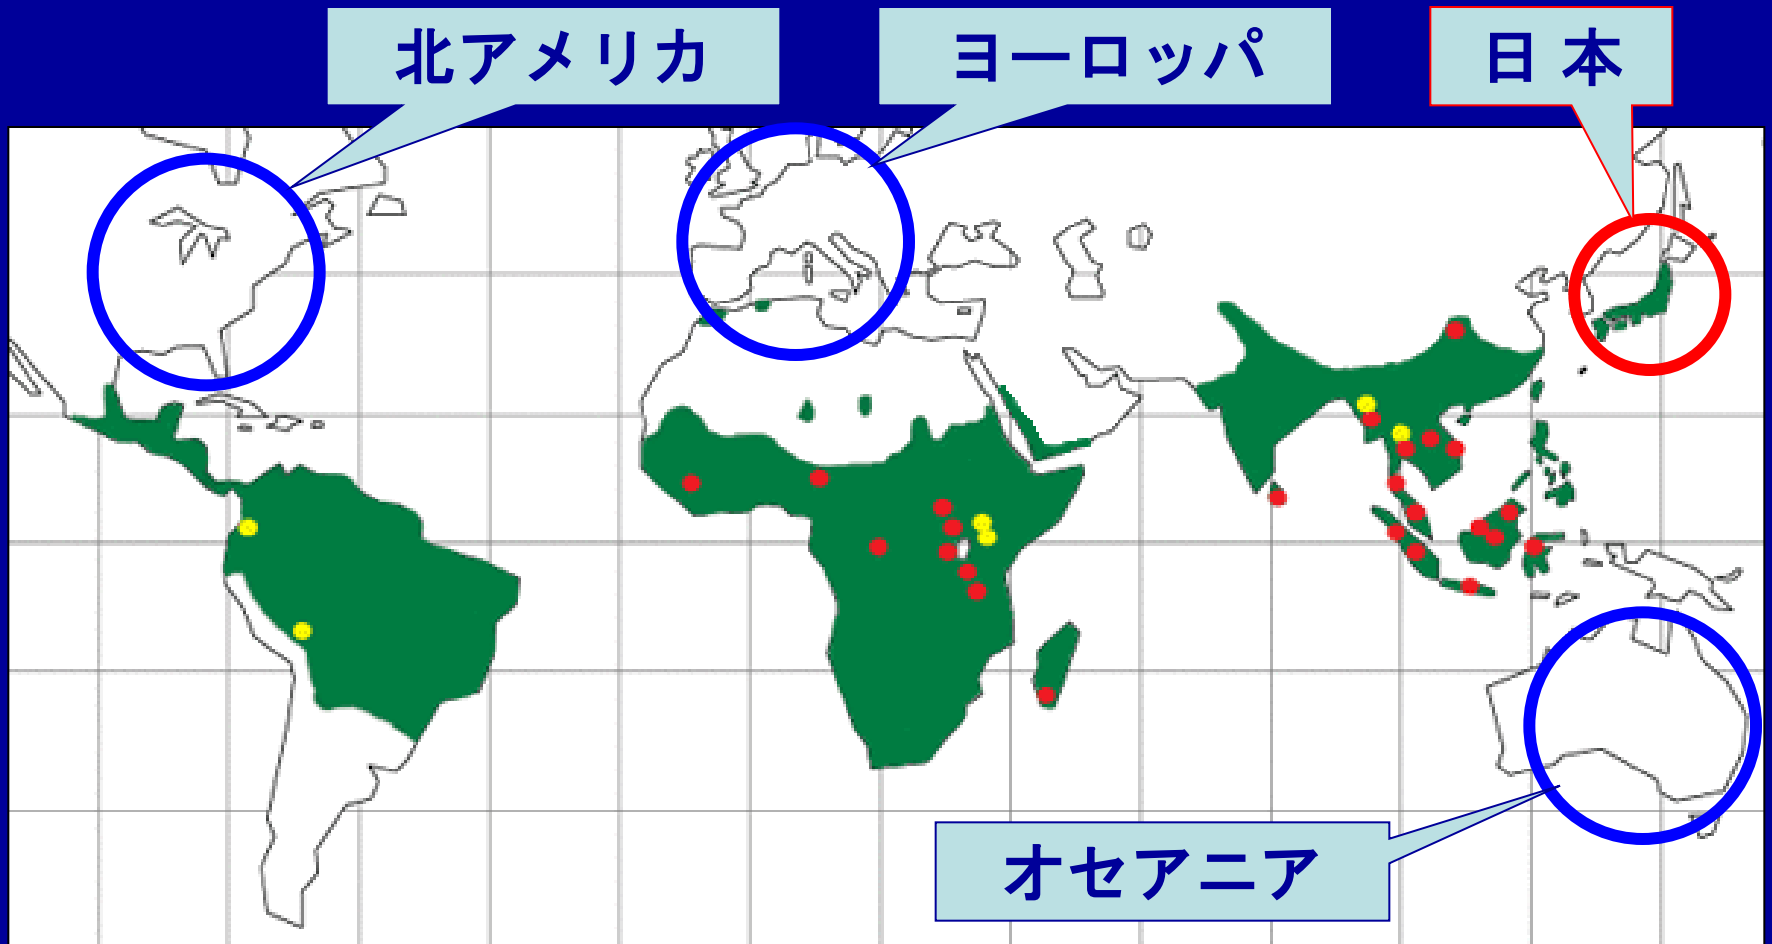 北アメリカ
ヨーロッパ
日 本
オセアニア